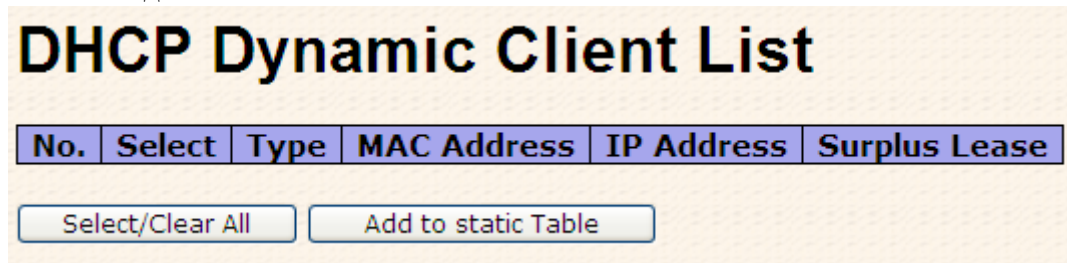 DHCP Dynamic Client List
No. Select Type MAC Address IP Address Surplus Lease
Select/Clear All Add to static Table